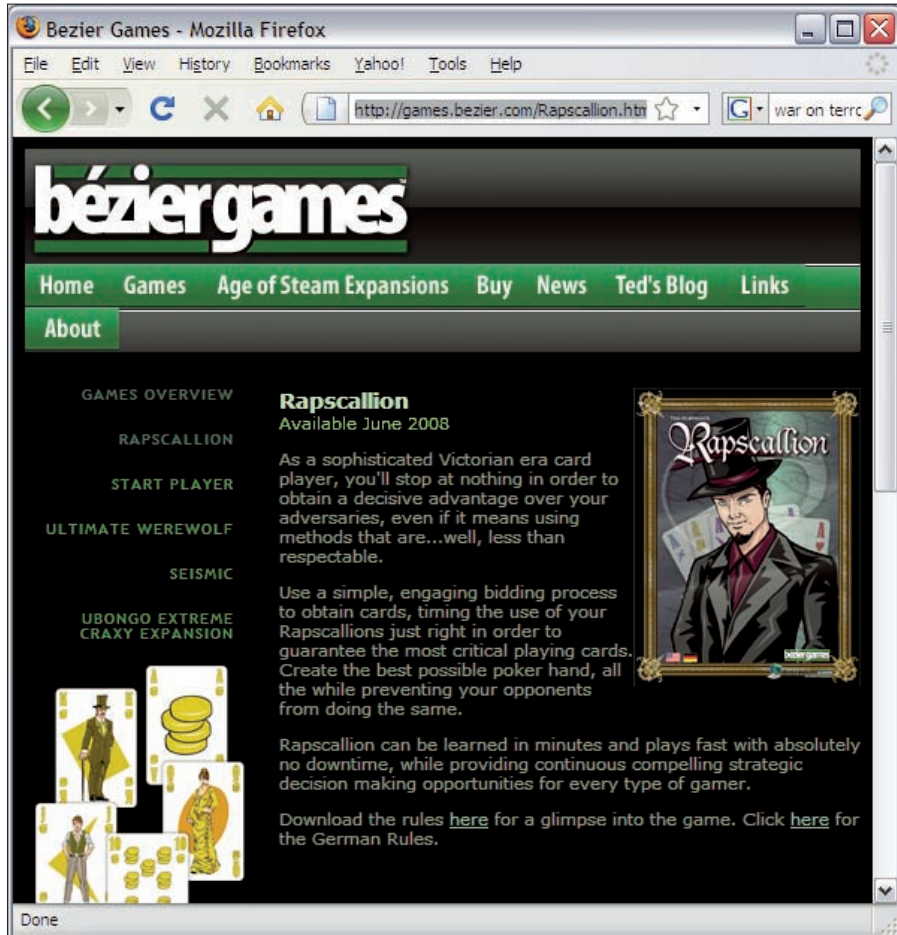 Bezier Games - Mozilla Firefox
File Edit View History Bookmarks Yahoo! Tools Help
http://games.bezier.com/Rapscallion.htm
G war on terrc
béziergames
Home Games Age of Steam Expansions Buy News Ted's Blog Links
About
GAMES OVERVIEW
RAPSCALLION
START PLAYER
ULTIMATE WEREWOLF
SEISMIC
UBONGO EXTREME
CRAXY EXPANSION
Rapscallion
Available June 2008
As a sophisticated Victorian era card
player, you'll stop at nothing in order to
obtain a decisive advantage over your
adversaries, even if it means using
methods that are...well, less than
respectable.
Use a simple, engaging bidding process
to obtain cards, timing the use of your
Rapscallions just right in order to
guarantee the most critical playing cards.
Create the best possible poker hand, all
the while preventing your opponents
from doing the same.
Rapscallion can be learned in minutes and plays fast with absolutely
no downtime, while providing continuous compelling strategic
decision making opportunities for every type of gamer.
Download the rules here for a glimpse into the game. Click here for
the German Rules.
Rapscallion
A A A
béziergames
K
A
Q
J
10 10
Done